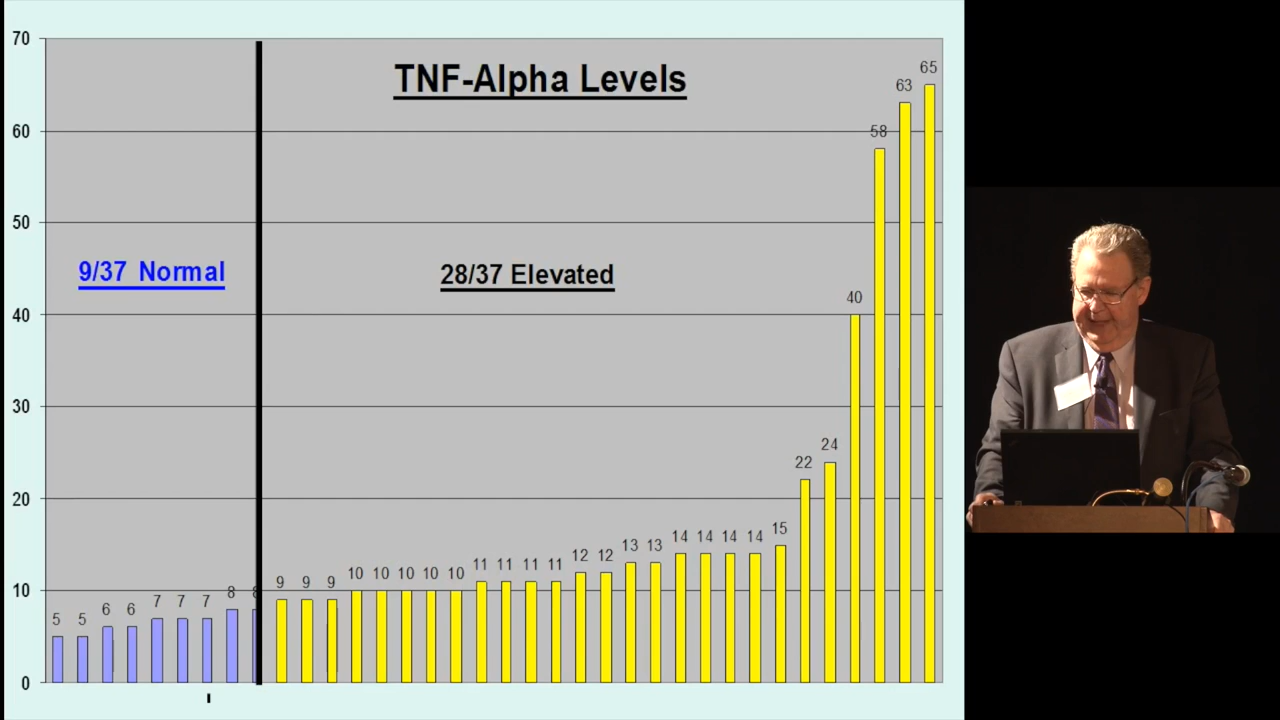 TNF-Alpha Levels
9/37 Normal
28/37 Elevated
70
60
50
40
30
20
10
0
5 5 6 6 7 7 7 8 8 9 9 9 10 10 10 10 10 11 11 11 11 12 12 13 13 14 14 14 14 15 22 24 40 58 63 65